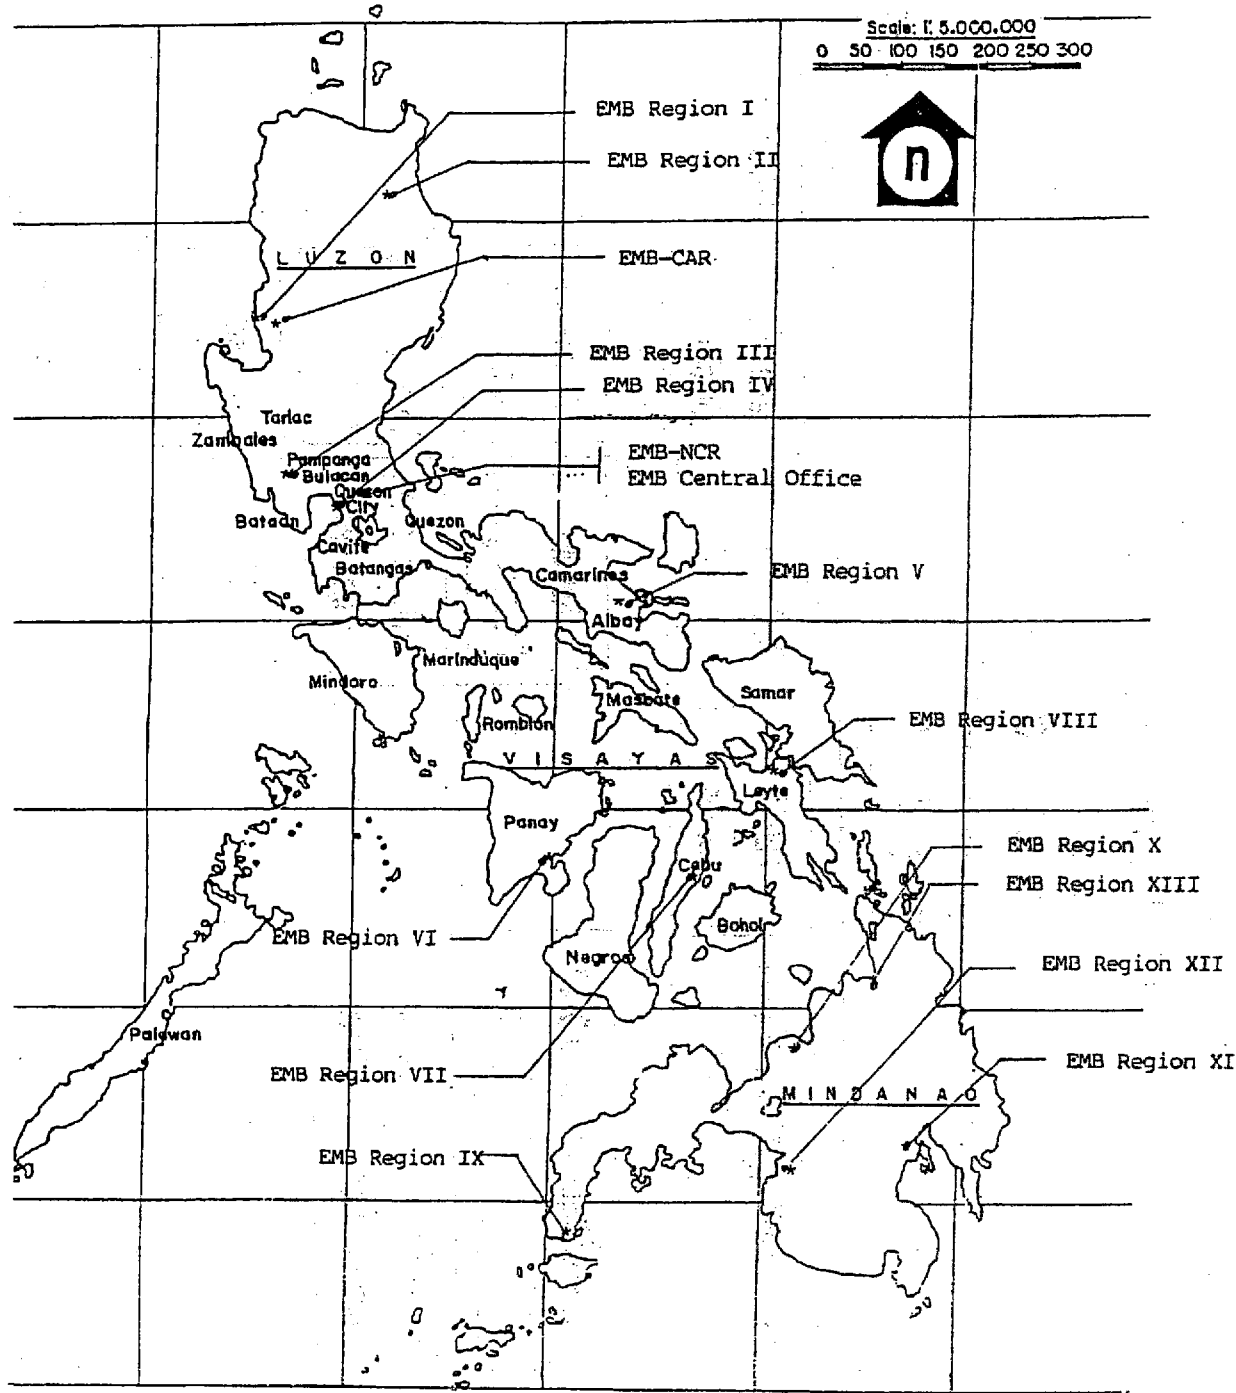 Scale: 1: 5.000.000
0 50 100 150 200 250 300
n
EMB Region I
EMB Region II
L U Z O N
EMB-CAR
EMB Region III
EMB Region IV
Tarlac
Zambales
EMB-NCR
Pampanga
Bulacan
EMB Central Office
Quezon
City
Bataan
Quezon
Cavite
Batangas
Camarines
EMB Region V
Albay
Marinduque
Mindoro
Masbate
Samar
Romblon
EMB Region VIII
V I S A Y A S
Leyte
Panay
EMB Region X
Cebu
EMB Region XIII
Bohol
EMB Region VI
Negros
EMB Region XII
Palawan
EMB Region XI
EMB Region VII
M I N D A N A O
EMB Region IX